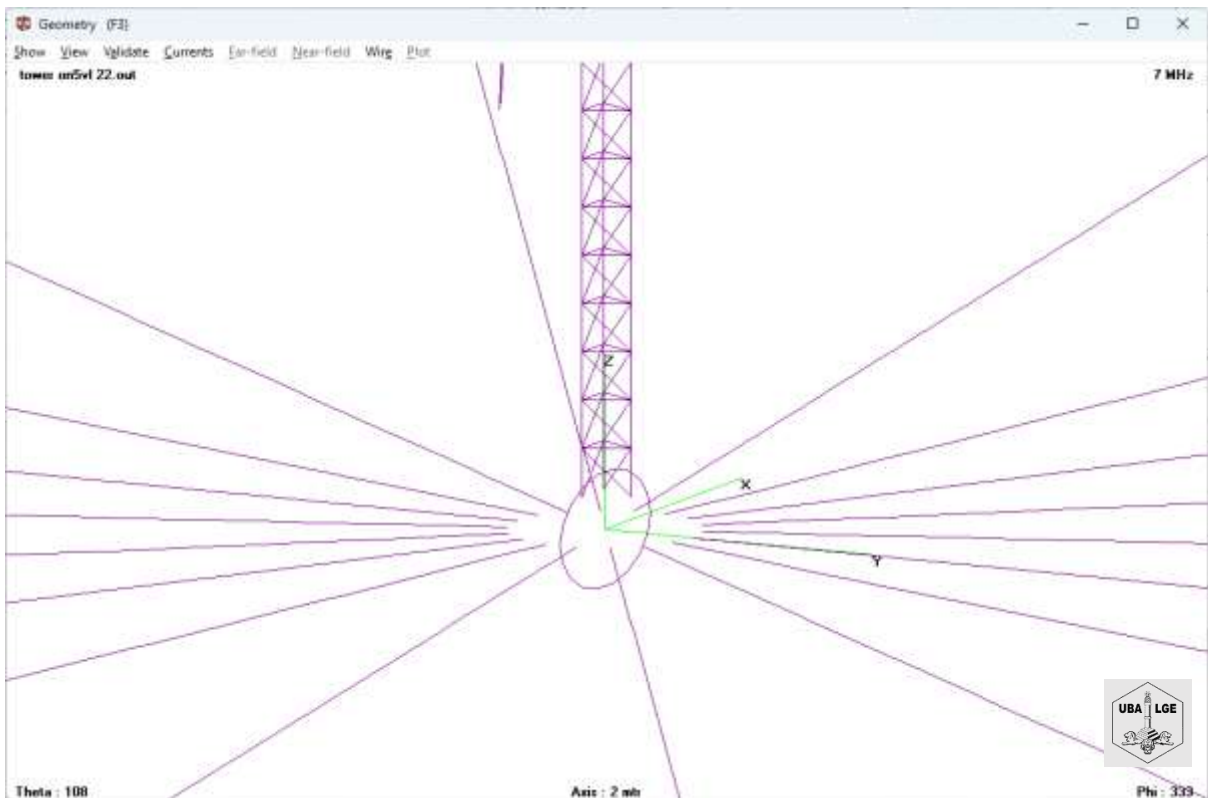 Geometry (F3)
Show View Validate Currents Far-field Near-field Wire Plot
tower on5vl 22.out
7 MHz
Z
X
Y
UBA LGE
Theta : 108
Axis : 2 mtr
Phi : 339